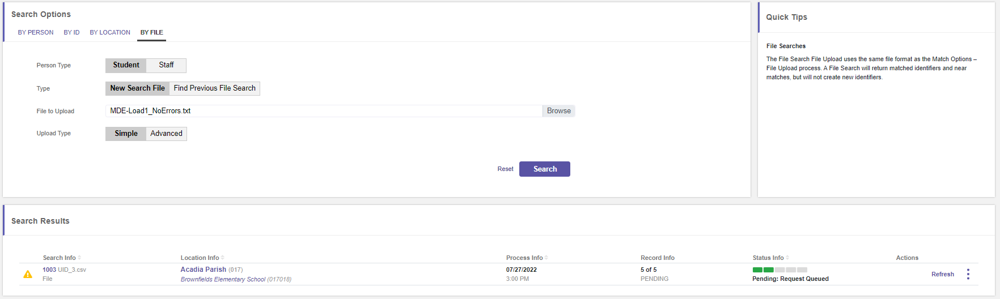 Search Options
BY PERSON BY ID BY LOCATION BY FILE
Person Type Student Staff
Type New Search File Find Previous File Search
File to Upload MDE-Load1_NoErrors.txt Browse
Upload Type Simple Advanced
Reset Search
Quick Tips
File Searches
The File Search File Upload uses the same file format as the Match Options –
File Upload process. A File Search will return matched identifiers and near
matches, but will not create new identifiers.
Search Results
Search Info Location Info Process Info Record Info Status Info Actions
1003 UID_3.csv Acadia Parish (017) 07/27/2022 5 of 5
File Brownfields Elementary School (017018) 3:00 PM PENDING Pending: Request Queued
Refresh